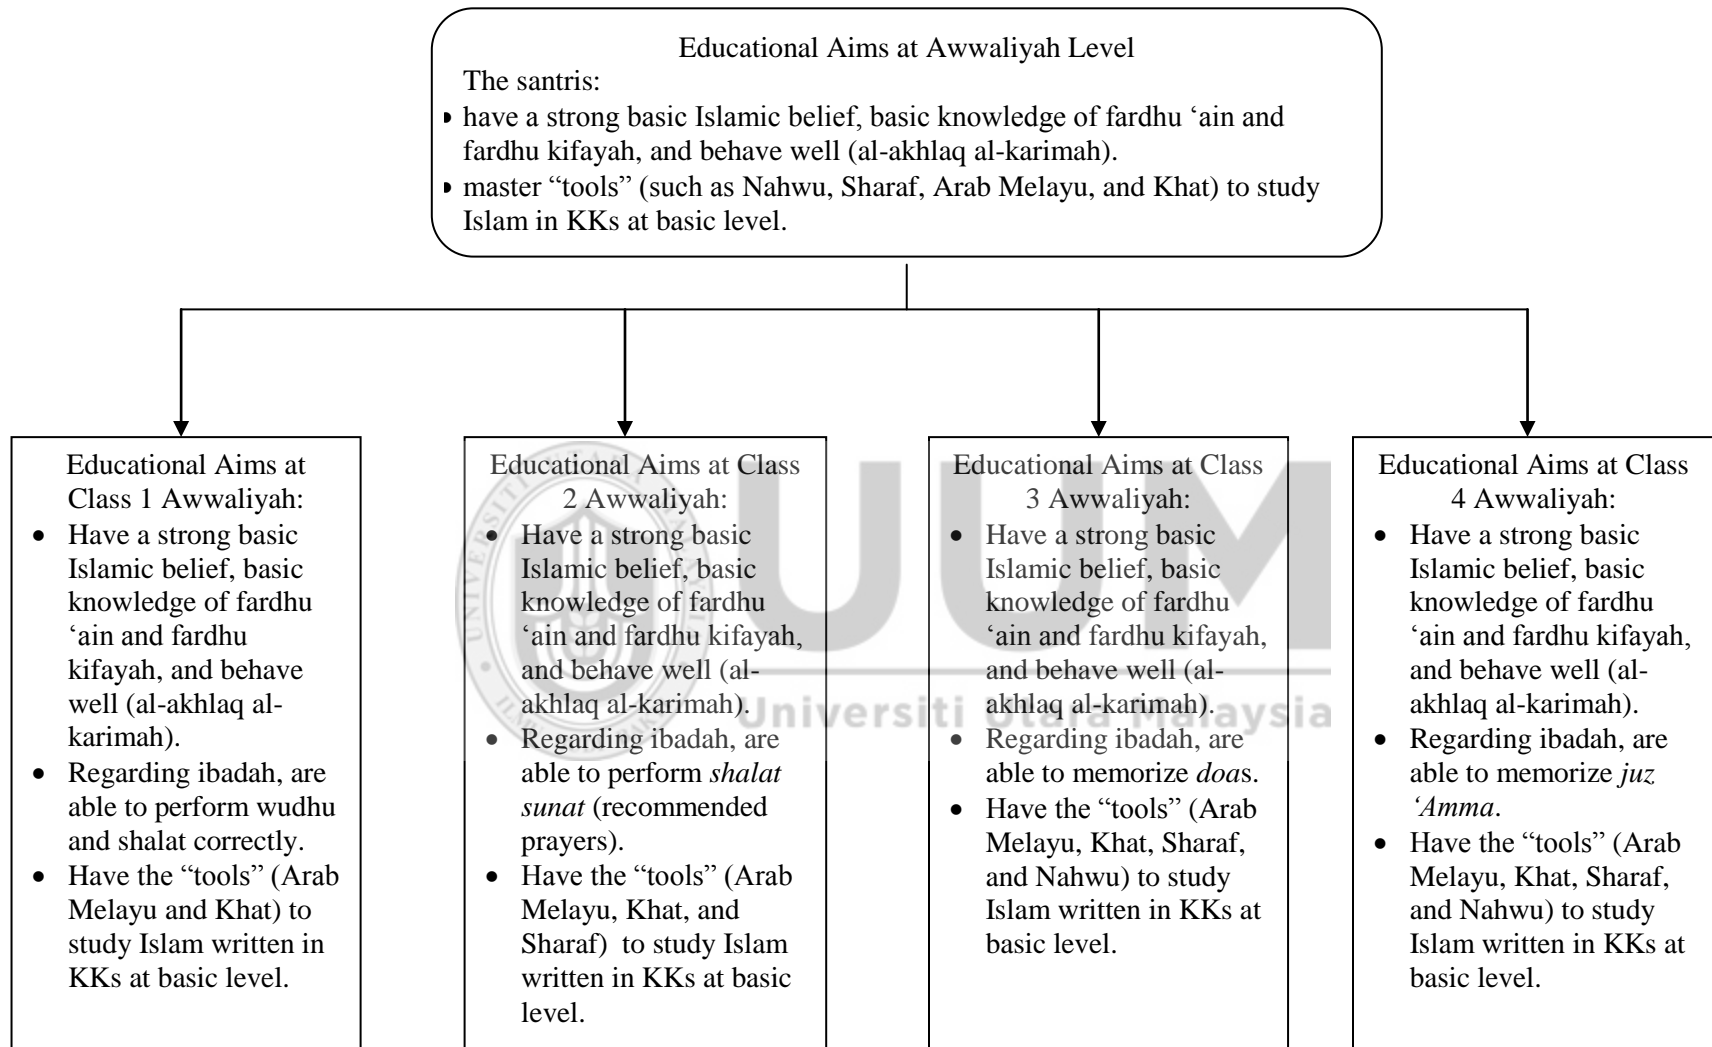 Educational Aims at Awwaliyah Level
The santris:
• have a strong basic Islamic belief, basic knowledge of fardhu ‘ain and
fardhu kifayah, and behave well (al-akhlaq al-karimah).
• master “tools” (such as Nahwu, Sharaf, Arab Melayu, and Khat) to study
Islam in KKs at basic level.
Educational Aims at
Class 1 Awwaliyah:
• Have a strong basic
Islamic belief, basic
knowledge of fardhu
‘ain and fardhu
kifayah, and behave
well (al-akhlaq al-
karimah).
• Regarding ibadah, are
able to perform wudhu
and shalat correctly.
• Have the “tools” (Arab
Melayu and Khat) to
study Islam written in
KKs at basic level.
Educational Aims at Class
2 Awwaliyah:
• Have a strong basic
Islamic belief, basic
knowledge of fardhu
‘ain and fardhu kifayah,
and behave well (al-
akhlaq al-karimah).
• Regarding ibadah, are
able to perform shalat
sunat (recommended
prayers).
• Have the “tools” (Arab
Melayu, Khat, and
Sharaf) to study Islam
written in KKs at basic
level.
Educational Aims at Class
3 Awwaliyah:
• Have a strong basic
Islamic belief, basic
knowledge of fardhu
‘ain and fardhu kifayah,
and behave well (al-
akhlaq al-karimah).
• Regarding ibadah, are
able to memorize doas.
• Have the “tools” (Arab
Melayu, Khat, Sharaf,
and Nahwu) to study
Islam written in KKs at
basic level.
Educational Aims at Class
4 Awwaliyah:
• Have a strong basic
Islamic belief, basic
knowledge of fardhu
‘ain and fardhu kifayah,
and behave well (al-
akhlaq al-karimah).
• Regarding ibadah, are
able to memorize juz
‘Amma.
• Have the “tools” (Arab
Melayu, Khat, Sharaf,
and Nahwu) to study
Islam written in KKs at
basic level.
UUM
Universiti Utara Malaysia